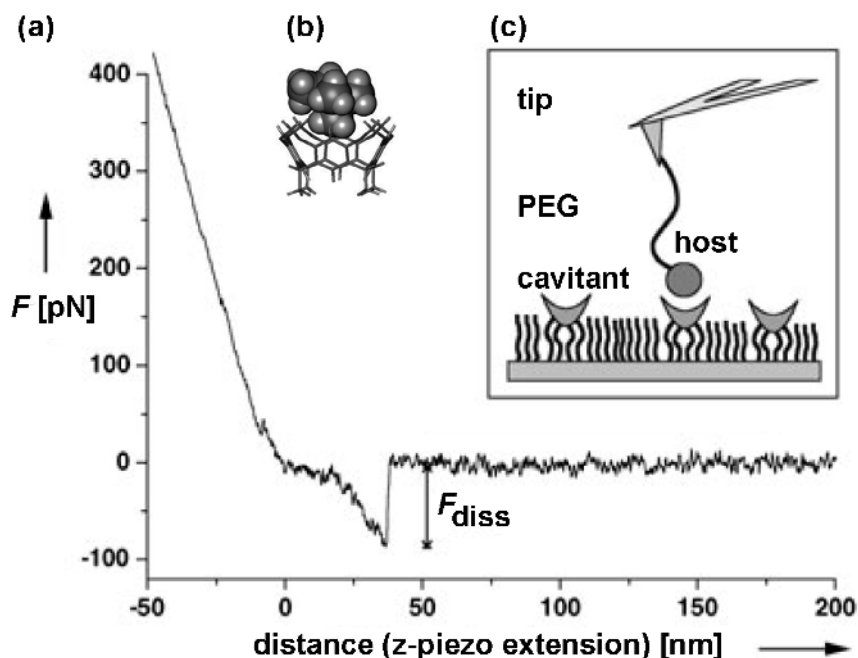 (a)
(b)
(c)
400
300
200
100
0
-100
F [pN]
-50
0
50
100
150
200
distance (z-piezo extension) [nm]
Fdiss
tip
PEG
host
cavitant